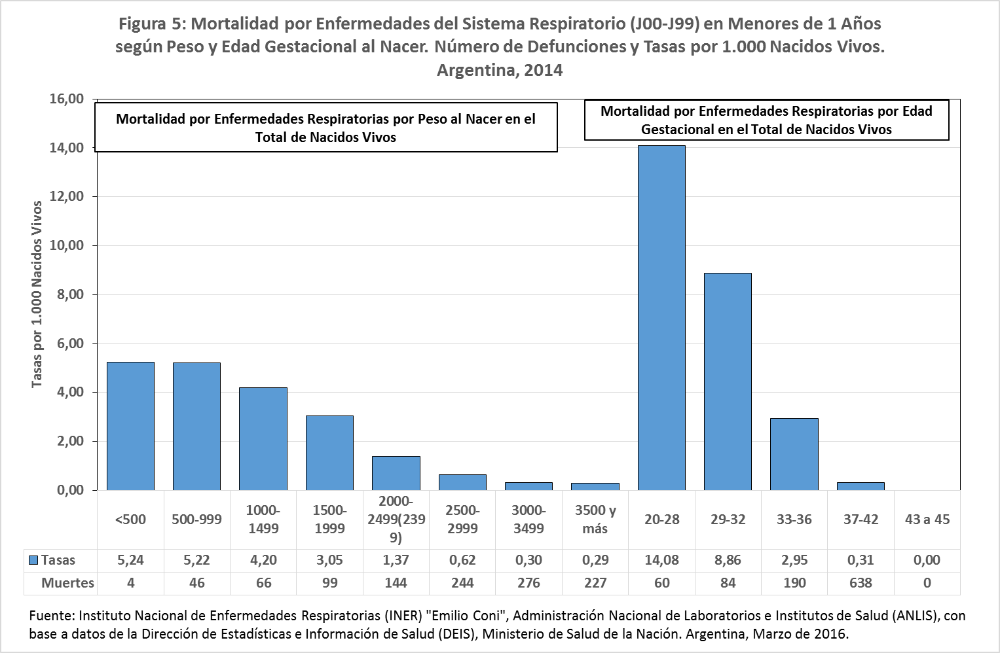 Figura 5: Mortalidad por Enfermedades del Sistema Respiratorio (J00-J99) en Menores de 1 Años
según Peso y Edad Gestacional al Nacer. Número de Defunciones y Tasas por 1.000 Nacidos Vivos.
Argentina, 2014
Mortalidad por Enfermedades Respiratorias por Peso al Nacer en el
Total de Nacidos Vivos
Mortalidad por Enfermedades Respiratorias por Edad
Gestacional en el Total de Nacidos Vivos
Tasas por 1.000 Nacidos Vivos
16,00
14,00
12,00
10,00
8,00
6,00
4,00
2,00
0,00
<500
500-999
1000-
1499
1500-
1999
2000-
2499(239
9)
2500-
2999
3000-
3499
3500 y
más
20-28
29-32
33-36
37-42
43 a 45
Tasas 5,24 5,22 4,20 3,05 1,37 0,62 0,30 0,29 14,08 8,86 2,95 0,31 0,00
Muertes 4 46 66 99 144 244 276 227 60 84 190 638 0
Fuente: Instituto Nacional de Enfermedades Respiratorias (INER) "Emilio Coni", Administración Nacional de Laboratorios e Institutos de Salud (ANLIS), con
base a datos de la Dirección de Estadísticas e Información de Salud (DEIS), Ministerio de Salud de la Nación. Argentina, Marzo de 2016.